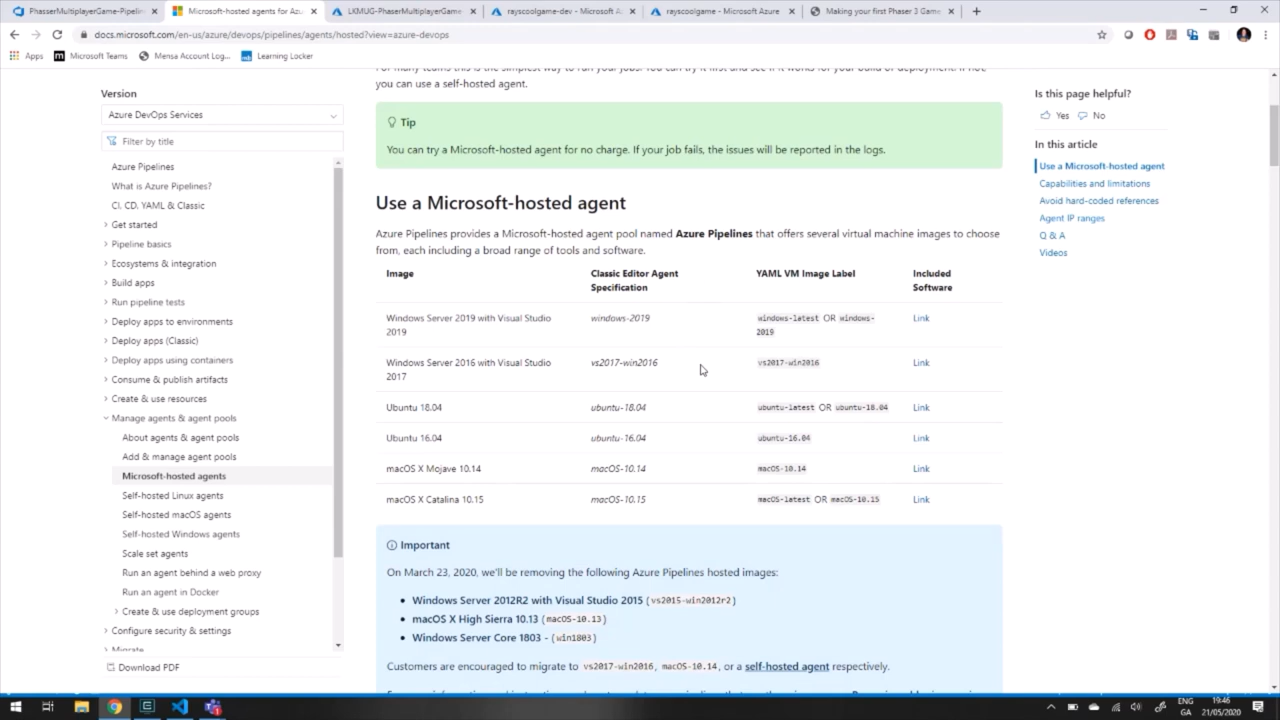 PhasserMultiplayerGame-Pipelin
Microsoft-hosted agents for Az
LKMUG-PhaserMultiplayerGame
rayscoolgame-dev - Microsoft A
rayscoolgame - Microsoft Azure
Making your first Phaser 3 Game
docs.microsoft.com/en-us/azure/devops/pipelines/agents/hosted?view=azure-devops
Apps
Microsoft Teams
Mensa Account Log...
Learning Locker
you can use a self-hosted agent.
Version
Azure DevOps Services
Filter by title
Azure Pipelines
What is Azure Pipelines?
CI, CD, YAML & Classic
Get started
Pipeline basics
Ecosystems & integration
Build apps
Run pipeline tests
Deploy apps to environments
Deploy apps (Classic)
Deploy apps using containers
Consume & publish artifacts
Create & use resources
Manage agents & agent pools
About agents & agent pools
Add & manage agent pools
Microsoft-hosted agents
Self-hosted Linux agents
Self-hosted macOS agents
Self-hosted Windows agents
Scale set agents
Run an agent behind a web proxy
Run an agent in Docker
Create & use deployment groups
Configure security & settings
Migrate
Download PDF
Tip
You can try a Microsoft-hosted agent for no charge. If your job fails, the issues will be reported in the logs.
Use a Microsoft-hosted agent
Azure Pipelines provides a Microsoft-hosted agent pool named Azure Pipelines that offers several virtual machine images to choose
from, each including a broad range of tools and software.
Image Classic Editor Agent YAML VM Image Label Included
Specification Software
Windows Server 2019 with Visual Studio windows-2019 windows-latest OR windows- Link
2019 2019
Windows Server 2016 with Visual Studio vs2017-win2016 vs2017-win2016 Link
2017
Ubuntu 18.04 ubuntu-18.04 ubuntu-latest OR ubuntu-18.04 Link
Ubuntu 16.04 ubuntu-16.04 ubuntu-16.04 Link
macOS X Mojave 10.14 macOS-10.14 macOS-10.14 Link
macOS X Catalina 10.15 macOS-10.15 macOS-latest OR macOS-10.15 Link
Important
On March 23, 2020, we'll be removing the following Azure Pipelines hosted images:
Windows Server 2012R2 with Visual Studio 2015 (vs2015-win2012r2)
macOS X High Sierra 10.13 (macOS-10.13)
Windows Server Core 1803 - (win1803)
Customers are encouraged to migrate to vs2017-win2016, macOS-10.14, or a self-hosted agent respectively.
Is this page helpful?
Yes No
In this article
Use a Microsoft-hosted agent
Capabilities and limitations
Avoid hard-coded references
Agent IP ranges
Q & A
Videos
ENG
GA
19:46
21/05/2020